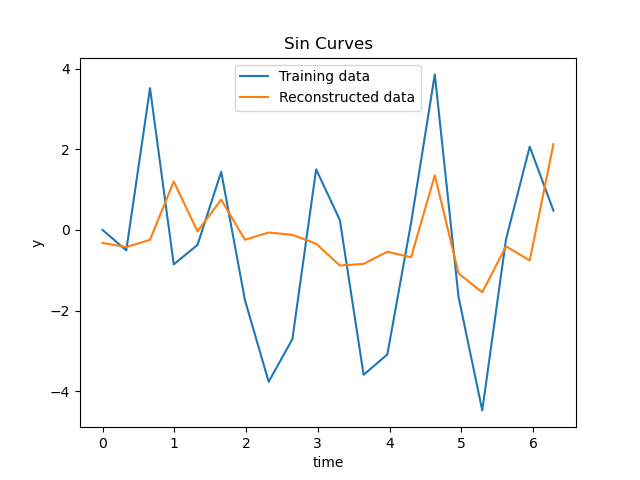 Sin Curves
Training data
Reconstructed data
4
2
0
−2
−4
y
0 1 2 3 4 5 6
time